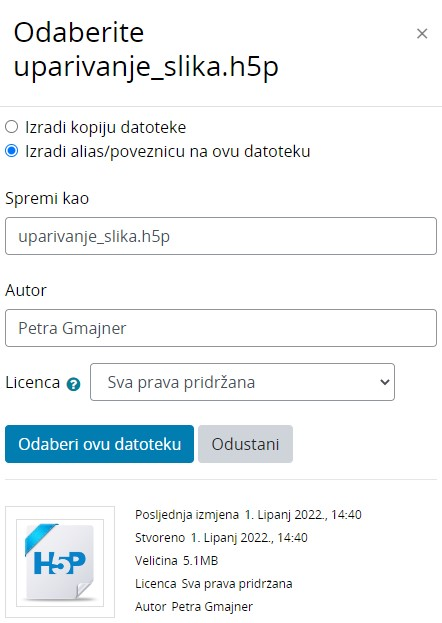 Odaberite
uparivanje_slika.h5p
×
Izradi kopiju datoteke
Izradi alias/poveznicu na ovu datoteku
Spremi kao
uparivanje_slika.h5p
Autor
Petra Gmajner
Licenca ?
Sva prava pridržana
Odaberi ovu datoteku Odustani
H5P
Posljednja izmjena 1. Lipanj 2022., 14:40
Stvoreno 1. Lipanj 2022., 14:40
Veličina 5.1MB
Licenca Sva prava pridržana
Autor Petra Gmajner